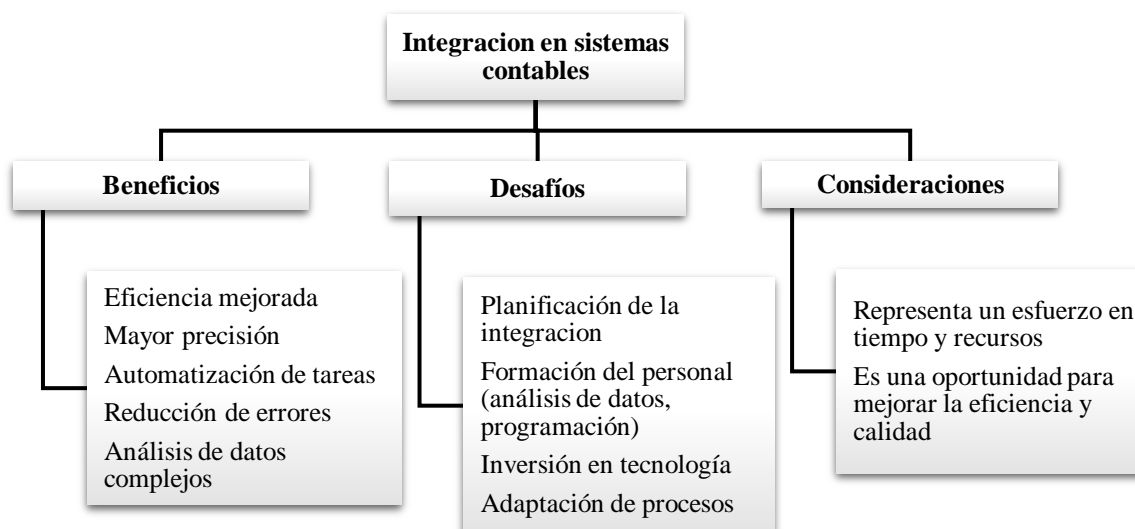 Integracion en sistemas
contables
Beneficios
Eficiencia mejorada
Mayor precisión
Automatización de tareas
Reducción de errores
Análisis de datos
complejos
Desafíos
Planificación de la
integracion
Formación del personal
(análisis de datos,
programación)
Inversión en tecnología
Adaptación de procesos
Consideraciones
Representa un esfuerzo en
tiempo y recursos
Es una oportunidad para
mejorar la eficiencia y
calidad